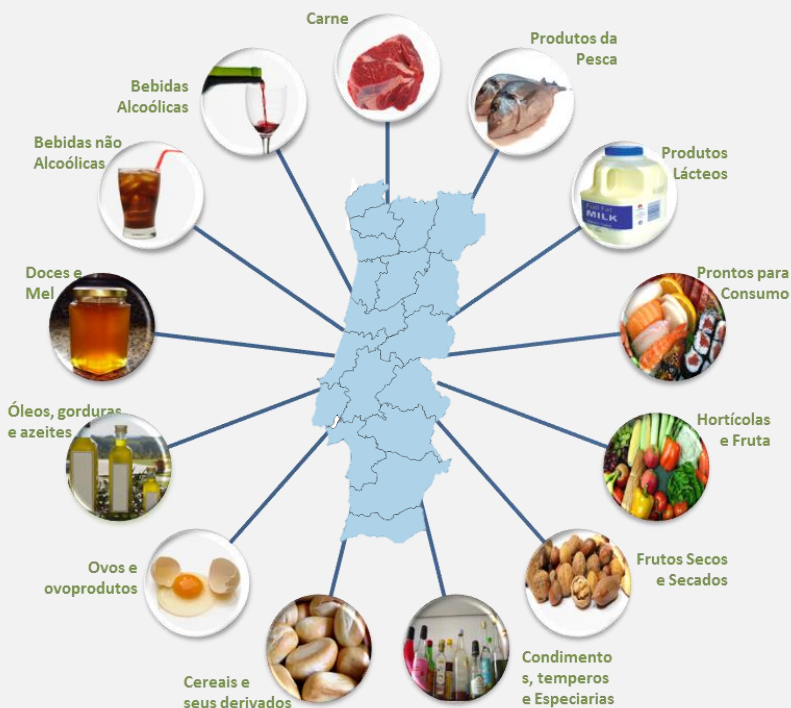 Carne
Produtos da
Pesca
Bebidas
Alcoólicas
Bebidas não
Alcoólicas
Produtos
Lácteos
MILK
Doces e
Mel
Prontos para
Consumo
Óleos, gorduras
e azeites
Hortícolas
e Fruta
Ovos e
ovoprodutos
Frutos Secos
e Secados
Cereais e
seus derivados
Condimento
s, temperos
e Especiarias